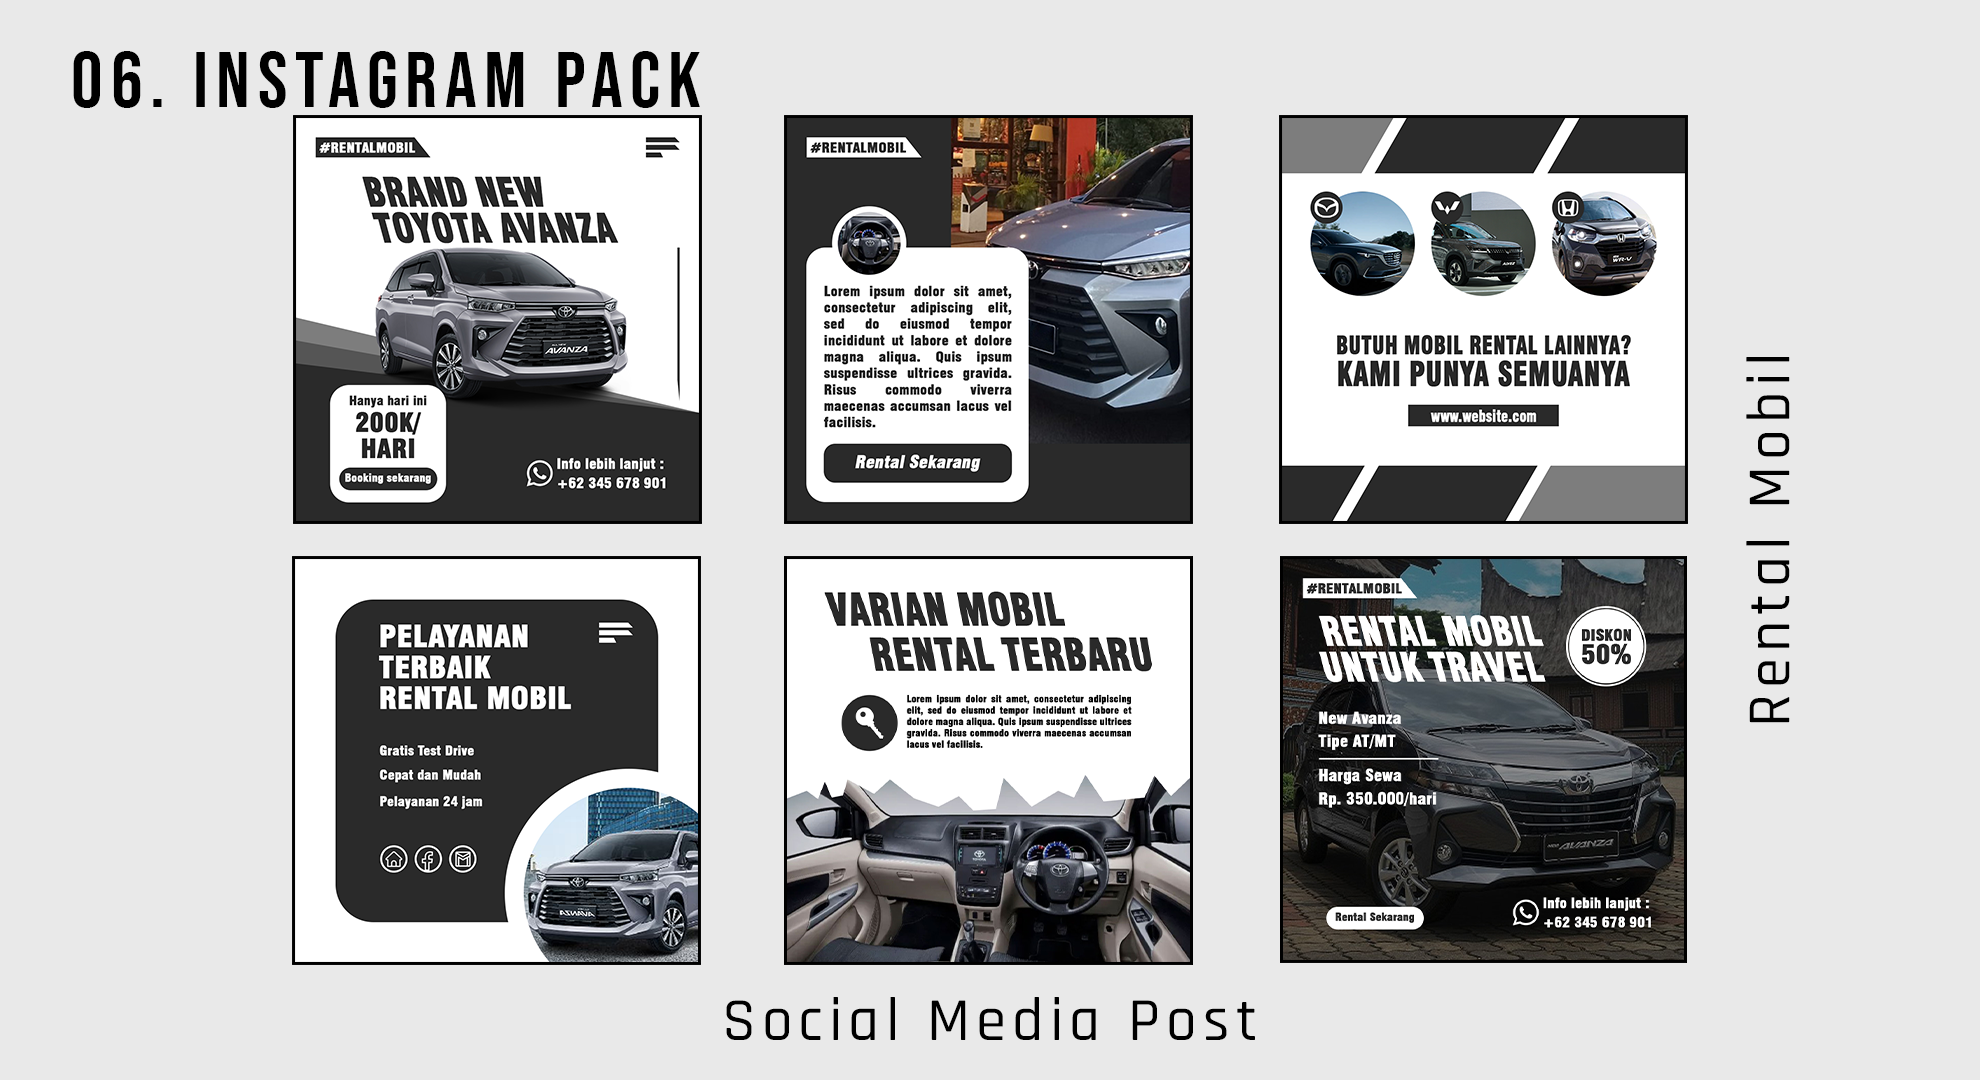 06. INSTAGRAM PACK
#RENTALMOBIL
BRAND NEW
TOYOTA AVANZA
AVANZA
Hanya hari ini
200K/
HARI
Booking sekarang
Info lebih lanjut :
+62 345 678 901
#RENTALMOBIL
Lorem ipsum dolor sit amet,
consectetur adipiscing elit,
sed do eiusmod tempor
incididunt ut labore et dolore
magna aliqua. Quis ipsum
suspendisse ultrices gravida.
Risus commodo viverra
maecenas accumsan lacus vel
facilisis.
Rental Sekarang
WR-V
BUTUH MOBIL RENTAL LAINNYA?
KAMI PUNYA SEMUANYA
www.website.com
PELAYANAN
TERBAIK
RENTAL MOBIL
Gratis Test Drive
Cepat dan Mudah
Pelayanan 24 jam
AVANZA
VARIAN MOBIL
RENTAL TERBARU
Lorem ipsum dolor sit amet, consectetur adipiscing
elit, sed do eiusmod tempor incididunt ut labore et
dolore magna aliqua. Quis ipsum suspendisse ultrices
gravida. Risus commodo viverra maecenas accumsan
lacus vel facilisis.
#RENTALMOBIL
RENTAL MOBIL
UNTUK TRAVEL
DISKON
50%
New Avanza
Tipe AT/MT
Harga Sewa
Rp. 350.000/hari
AVANZA
Rental Sekarang
Info lebih lanjut :
+62 345 678 901
Rental Mobil
Social Media Post